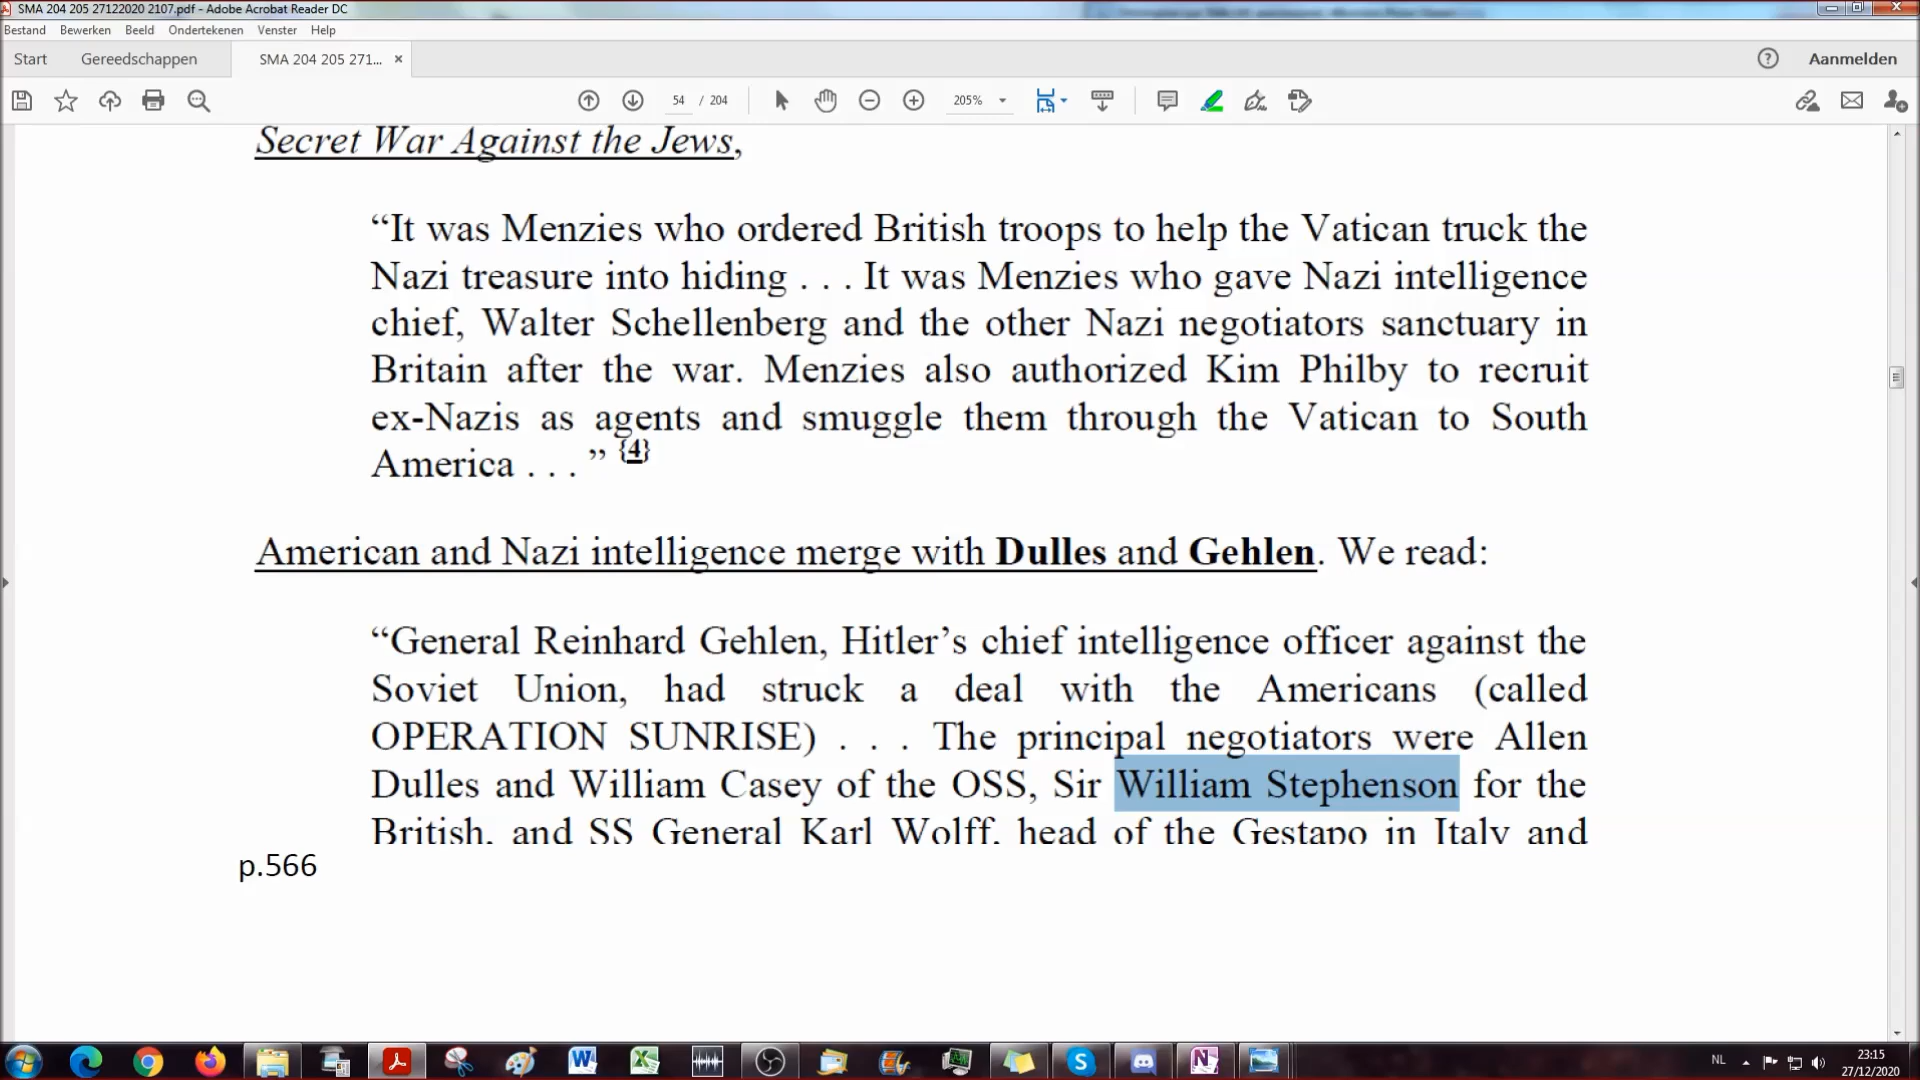 SMA 204 205 27122020 2107.pdf - Adobe Acrobat Reader DC
Bestand Bewerken Beeld Ondertekenen Venster Help
Start Gereedschappen SMA 204 205 271... × Aanmelden
54 / 204 205%
Secret War Against the Jews,
“It was Menzies who ordered British troops to help the Vatican truck the
Nazi treasure into hiding . . . It was Menzies who gave Nazi intelligence
chief, Walter Schellenberg and the other Nazi negotiators sanctuary in
Britain after the war. Menzies also authorized Kim Philby to recruit
ex-Nazis as agents and smuggle them through the Vatican to South
America . . . ” {4}
American and Nazi intelligence merge with Dulles and Gehlen. We read:
“General Reinhard Gehlen, Hitler’s chief intelligence officer against the
Soviet Union, had struck a deal with the Americans (called
OPERATION SUNRISE) . . . The principal negotiators were Allen
Dulles and William Casey of the OSS, Sir William Stephenson for the
British, and SS General Karl Wolff, head of the Gestapo in Italy and
p.566
NL
23:15
27/12/2020